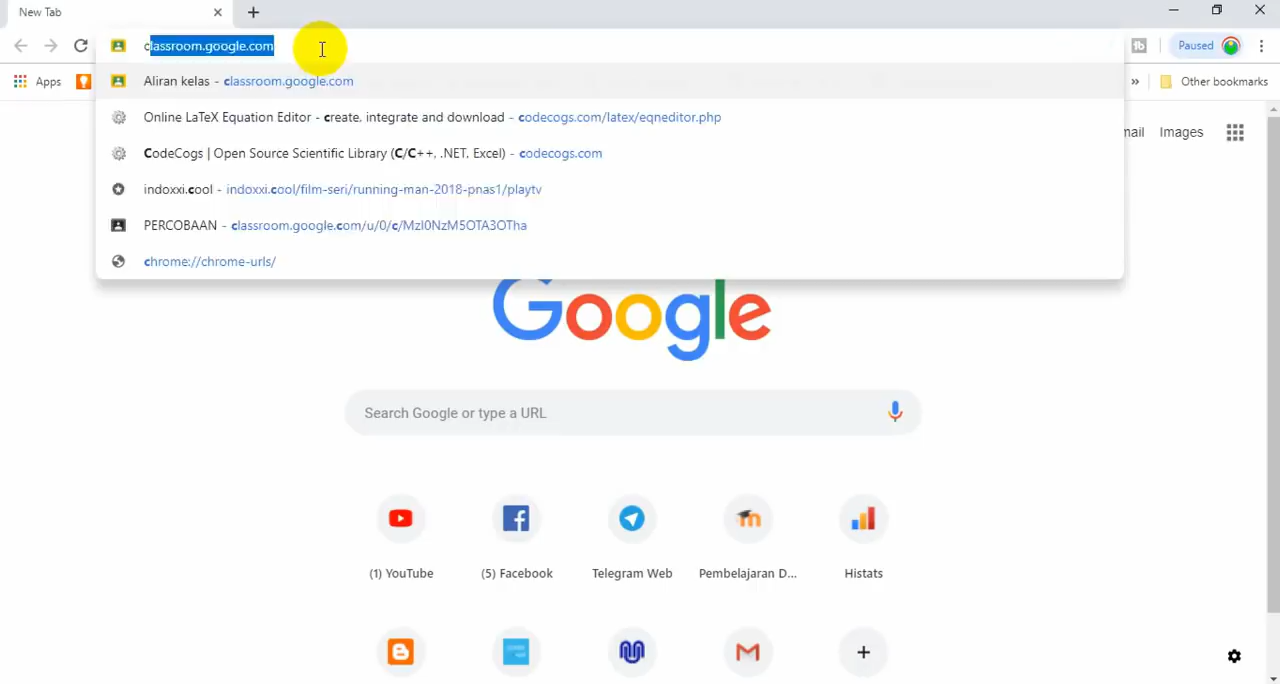 New Tab
classroom.google.com
Paused
Apps
Other bookmarks
Aliran kelas - classroom.google.com
Online LaTeX Equation Editor - create, integrate and download - codecogs.com/latex/eqneditor.php
CodeCogs | Open Source Scientific Library (C/C++, .NET, Excel) - codecogs.com
mail Images
indoxxi.cool - indoxxi.cool/film-seri/running-man-2018-pnas1/playtv
PERCOBAAN - classroom.google.com/u/0/c/MzI0NzM5OTA3OTha
chrome://chrome-urls/
Google
Search Google or type a URL
(1) YouTube
(5) Facebook
Telegram Web
Pembelajaran D...
Histats